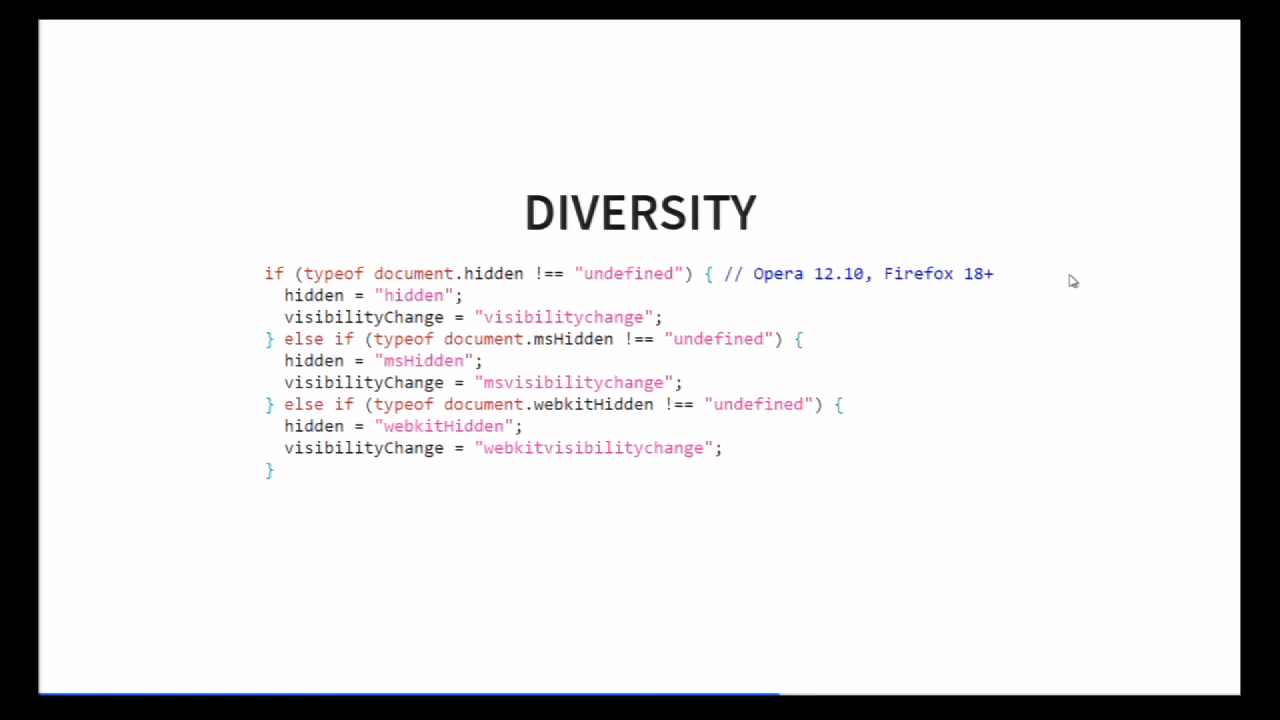 DIVERSITY
if (typeof document.hidden !== "undefined") { // Opera 12.10, Firefox 18+
  hidden = "hidden";
  visibilityChange = "visibilitychange";
} else if (typeof document.msHidden !== "undefined") {
  hidden = "msHidden";
  visibilityChange = "msvisibilitychange";
} else if (typeof document.webkitHidden !== "undefined") {
  hidden = "webkitHidden";
  visibilityChange = "webkitvisibilitychange";
}